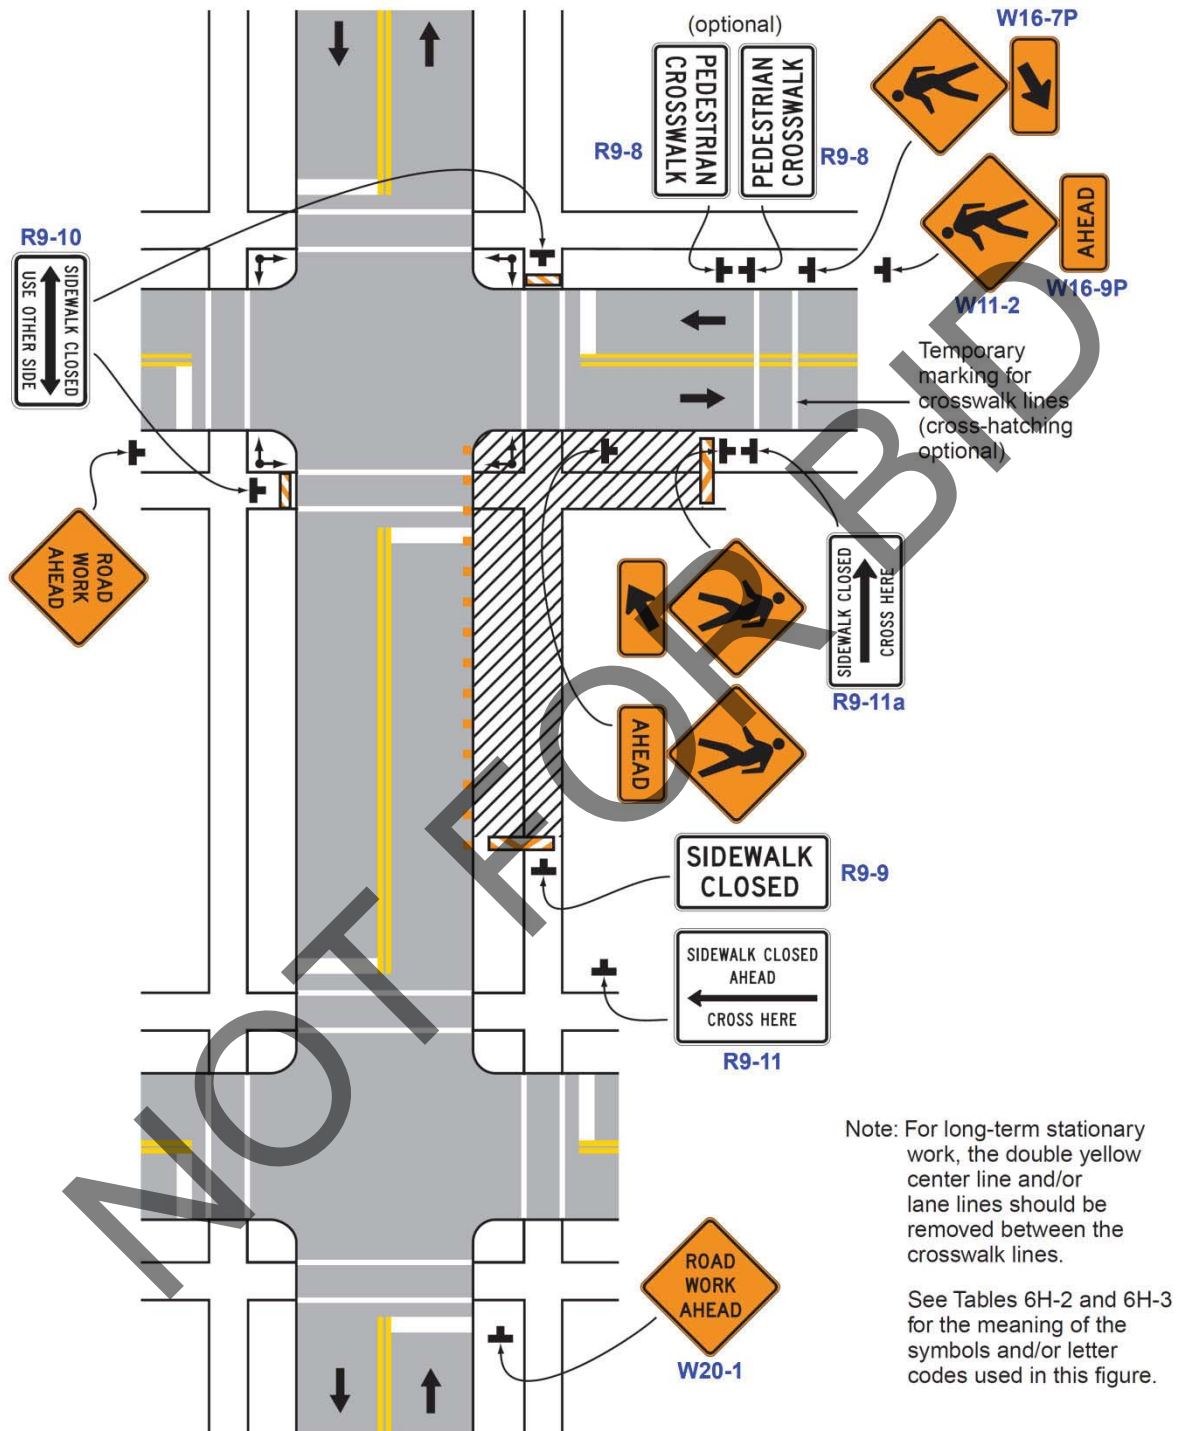 (optional)
W16-7P
PEDESTRIAN
CROSSWALK
R9-8
PEDESTRIAN
CROSSWALK
R9-8
AHEAD
W11-2
W16-9P
R9-10
SIDEWALK CLOSED
USE OTHER SIDE
Temporary
marking for
crosswalk lines
(cross-hatching
optional)
ROAD
WORK
AHEAD
SIDEWALK CLOSED
CROSS HERE
R9-11a
AHEAD
SIDEWALK
CLOSED
R9-9
SIDEWALK CLOSED
AHEAD
CROSS HERE
R9-11
Note: For long-term stationary
work, the double yellow
center line and/or
lane lines should be
removed between the
crosswalk lines.
See Tables 6H-2 and 6H-3
for the meaning of the
symbols and/or letter
codes used in this figure.
ROAD
WORK
AHEAD
W20-1
NOT FOR BID